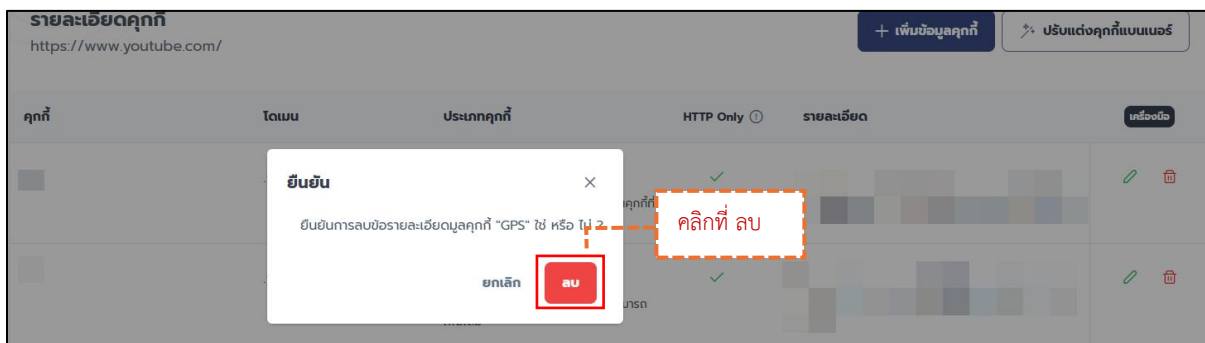 รายละเอียดคุกกี้
https://www.youtube.com/
+ เพิ่มข้อมูลคุกกี้
ปรับแต่งคุกกี้แบนเนอร์
คุกกี้ โดเมน ประเภทคุกกี้ HTTP Only รายละเอียด เครื่องมือ
ยืนยัน
ยืนยันการลบข้อรายละเอียดมูลคุกกี้ "GPS" ใช่ หรือ ไม่ ?
คลิกที่ ลบ
ยกเลิก ลบ